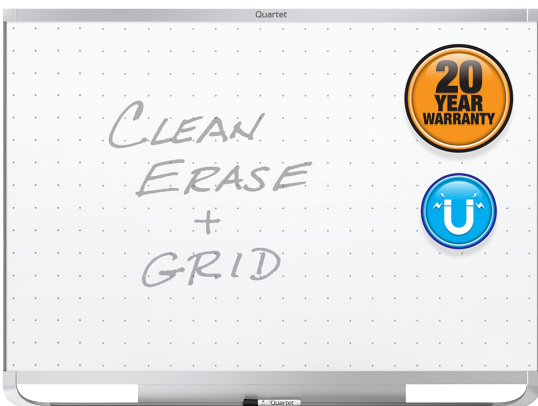 Quartet
20
YEAR
WARRANTY
CLEAN
ERASE
+
GRID
Quartet